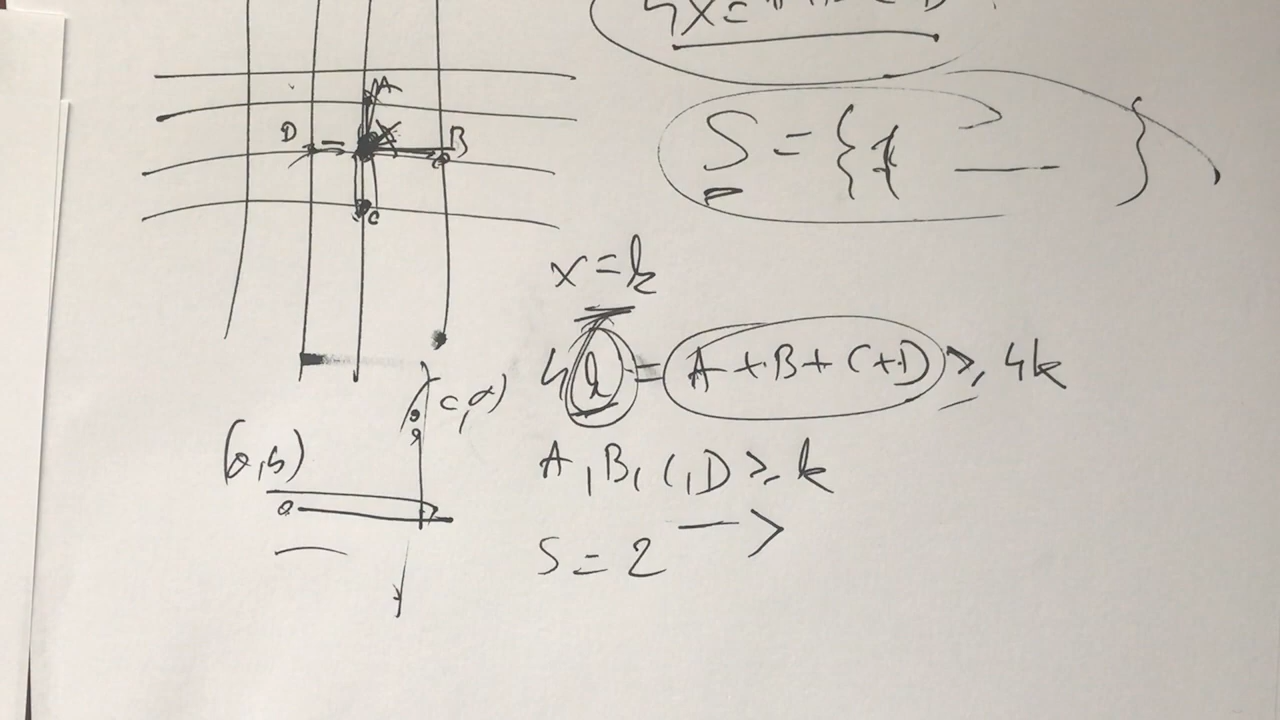 A
D
X
B
C
S = {
}
x = k
4k = A + B + C + D ≥ 4k
(a,b)
(c,d)
A, B, C, D ≥ k
S = 2